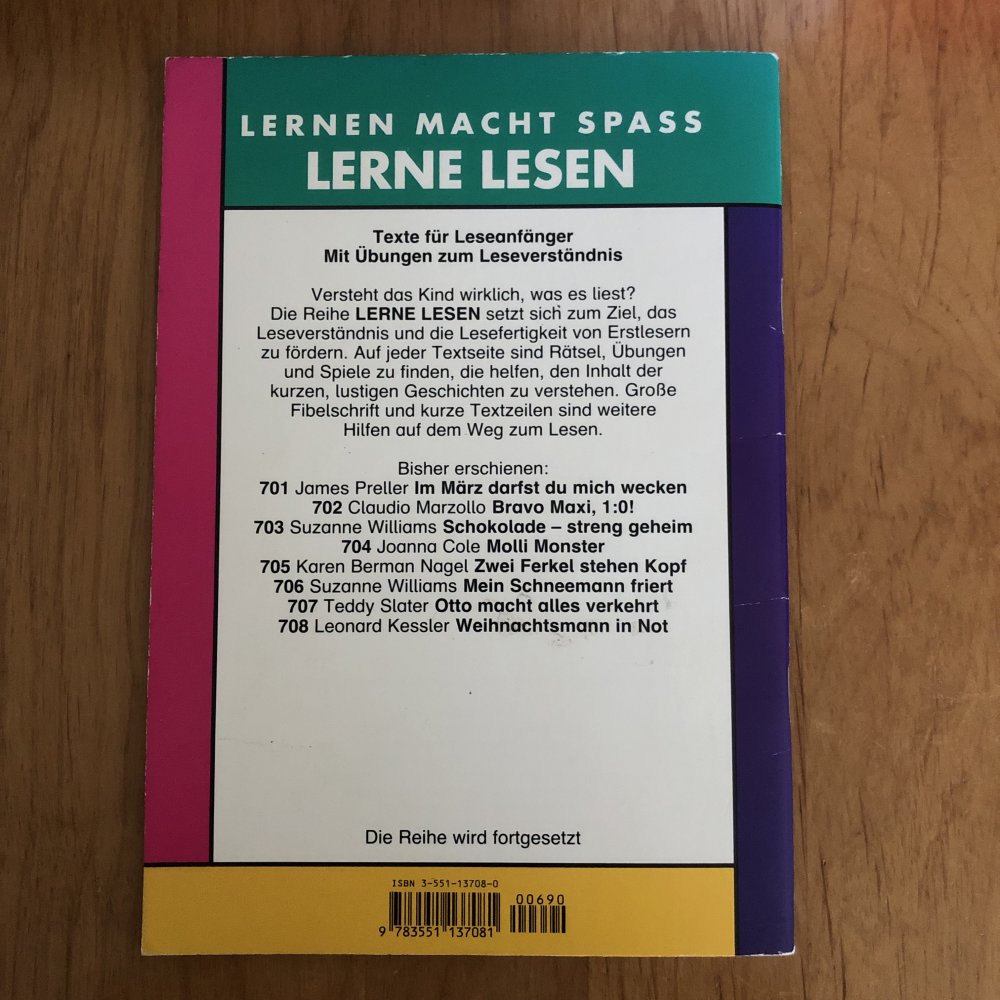 LERNEN MACHT SPASS
LERNE LESEN
Texte für Leseanfänger
Mit Übungen zum Leseverständnis
Versteht das Kind wirklich, was es liest?
Die Reihe LERNE LESEN setzt sich zum Ziel, das
Leseverständnis und die Lesefertigkeit von Erstlesern
zu fördern. Auf jeder Textseite sind Rätsel, Übungen
und Spiele zu finden, die helfen, den Inhalt der
kurzen, lustigen Geschichten zu verstehen. Große
Fibelschrift und kurze Textzeilen sind weitere
Hilfen auf dem Weg zum Lesen.
Bisher erschienen:
701 James Preller Im März darfst du mich wecken
702 Claudio Marzollo Bravo Maxi, 1:0!
703 Suzanne Williams Schokolade – streng geheim
704 Joanna Cole Molli Monster
705 Karen Berman Nagel Zwei Ferkel stehen Kopf
706 Suzanne Williams Mein Schneemann friert
707 Teddy Slater Otto macht alles verkehrt
708 Leonard Kessler Weihnachtsmann in Not
Die Reihe wird fortgesetzt
ISBN 3-551-13708-0
00690
9 783551 137081